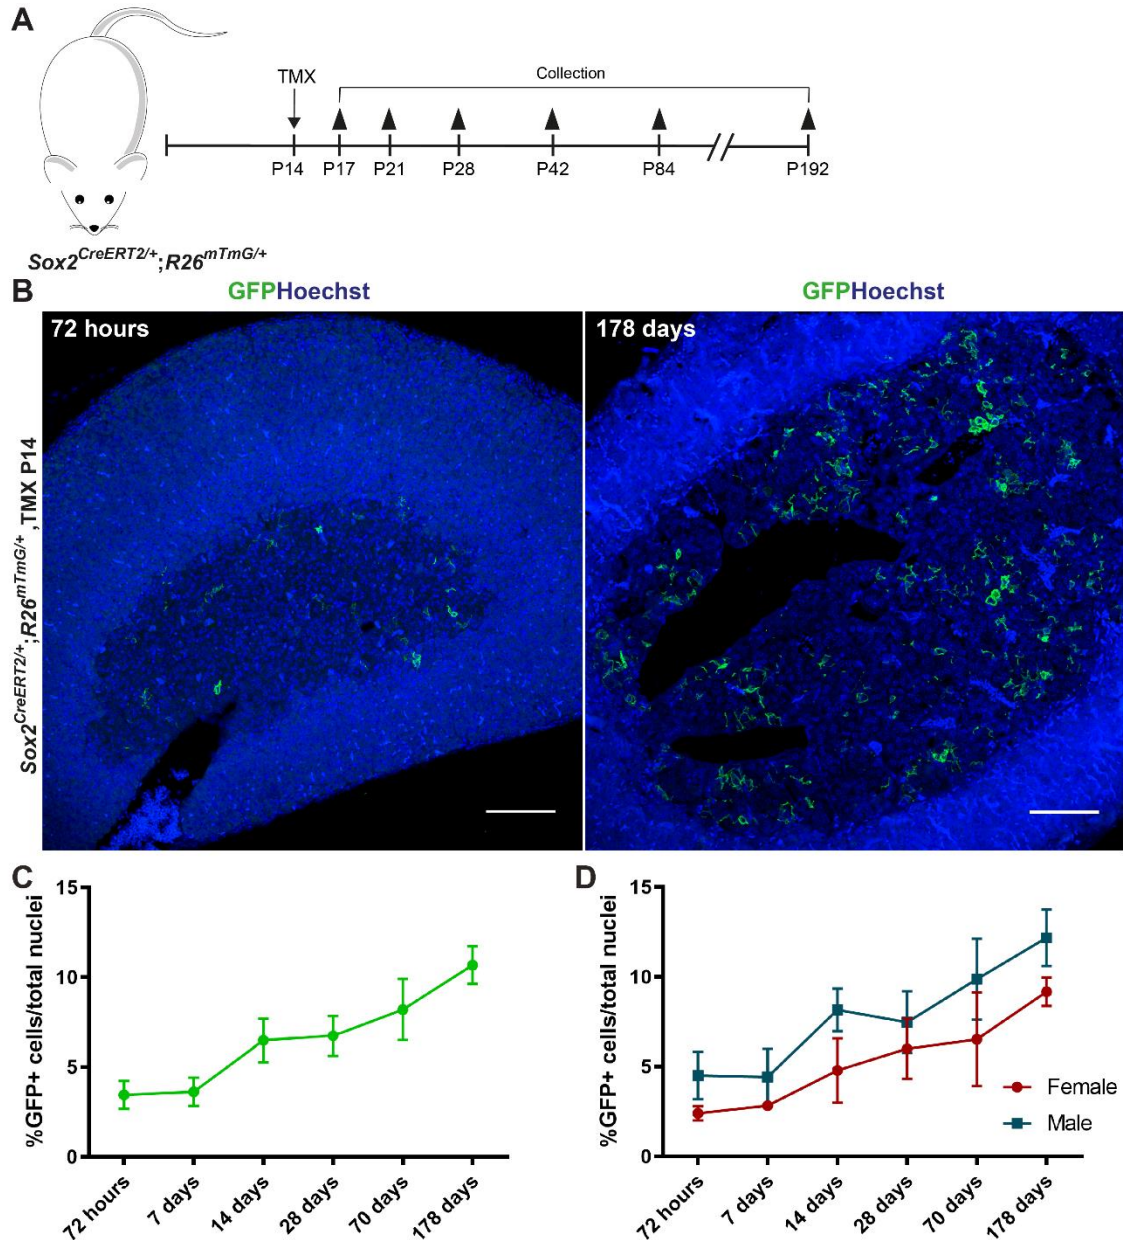 A
TMX
Collection
P14 P17 P21 P28 P42 P84 P192
Sox2CreERT2/+;R26mTmG/+
B
GFPHoechst GFPHoechst
Sox2CreERT2/+;R26mTmG/+ ,TMX P14
72 hours 178 days
C
%GFP+ cells/total nuclei
15
10
5
0
72 hours 7 days 14 days 28 days 70 days 178 days
D
%GFP+ cells/total nuclei
15
10
5
0
Female
Male
72 hours 7 days 14 days 28 days 70 days 178 days